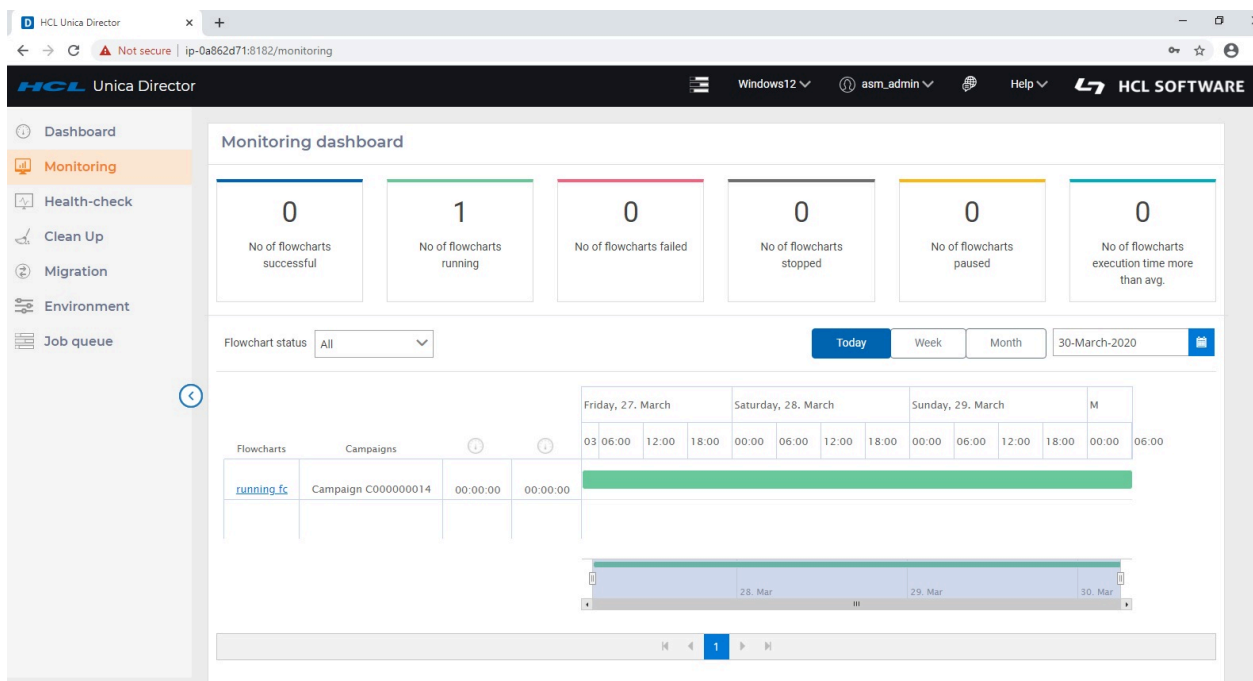 HCL Unica Director
Not secure | ip-0a862d71:8182/monitoring
HCL Unica Director
Windows12
asm_admin
Help
HCL SOFTWARE
Dashboard
Monitoring
Health-check
Clean Up
Migration
Environment
Job queue
Monitoring dashboard
0
No of flowcharts
successful
1
No of flowcharts
running
0
No of flowcharts failed
0
No of flowcharts
stopped
0
No of flowcharts
paused
0
No of flowcharts
execution time more
than avg.
Flowchart status
All
Today
Week
Month
30-March-2020
Friday, 27. March
Saturday, 28. March
Sunday, 29. March
M
Flowcharts
Campaigns
03 06:00 12:00 18:00 00:00 06:00 12:00 18:00 00:00 06:00 12:00 18:00 00:00 06:00
running fc
Campaign C000000014
00:00:00
00:00:00
28. Mar
29. Mar
30. Mar
1